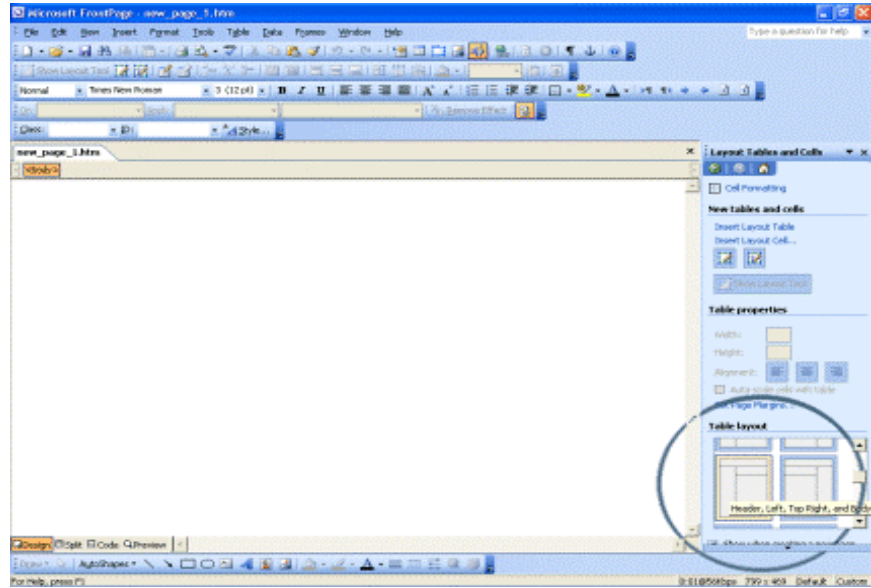 Microsoft FrontPage - new_page_1.htm
File Edit View Insert Format Tools Table Data Frames Window Help
Type a question for help
Show Layout Tool
Normal Times New Roman 3 (12 pt) B I U
Remove Effect
Class: ID: Style...
new_page_1.htm
<body>
Layout Tables and Cells
Cell Formatting
New tables and cells
Insert Layout Table
Insert Layout Cell...
Show Layout Tool
Table properties
Width:
Height:
Alignment:
Auto-scale cells with table
Set Page Margins...
Table layout
Header, Left, Top Right, and Body
Design Split Code Preview
Draw AutoShapes
For Help, press F1
0:01@56Kbps 799 x 469 Default Custom